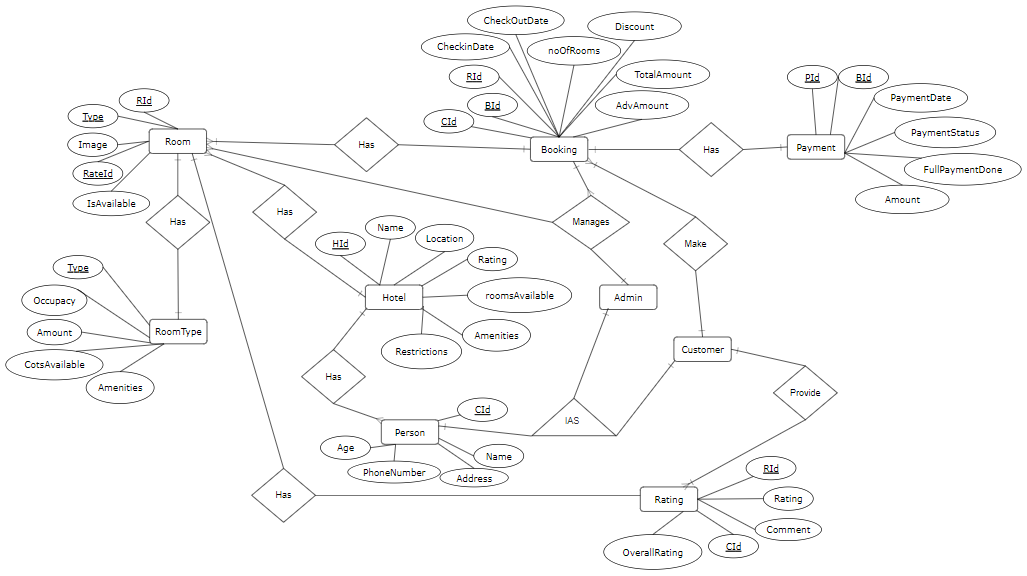 CheckOutDate
Discount
CheckinDate
noOfRooms
RId
TotalAmount
BId
AdvAmount
CId
Booking
PId
BId
PaymentDate
PaymentStatus
FullPaymentDone
Amount
Payment
Has
RId
Type
Image
RateId
IsAvailable
Room
Has
Has
Has
Manages
Make
HId
Name
Location
Rating
roomsAvailable
Amenities
Restrictions
Hotel
Admin
Type
Occupacy
Amount
CotsAvailable
Amenities
RoomType
Customer
Has
Provide
CId
Person
IAS
Age
PhoneNumber
Address
Name
Has
Rating
RId
Rating
Comment
CId
OverallRating